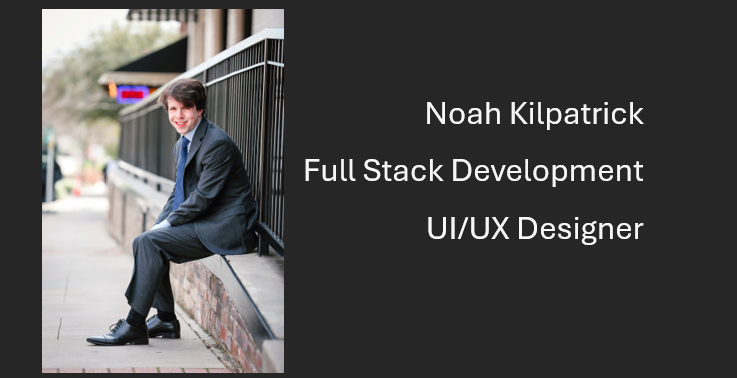 Noah Kilpatrick
Full Stack Development
UI/UX Designer